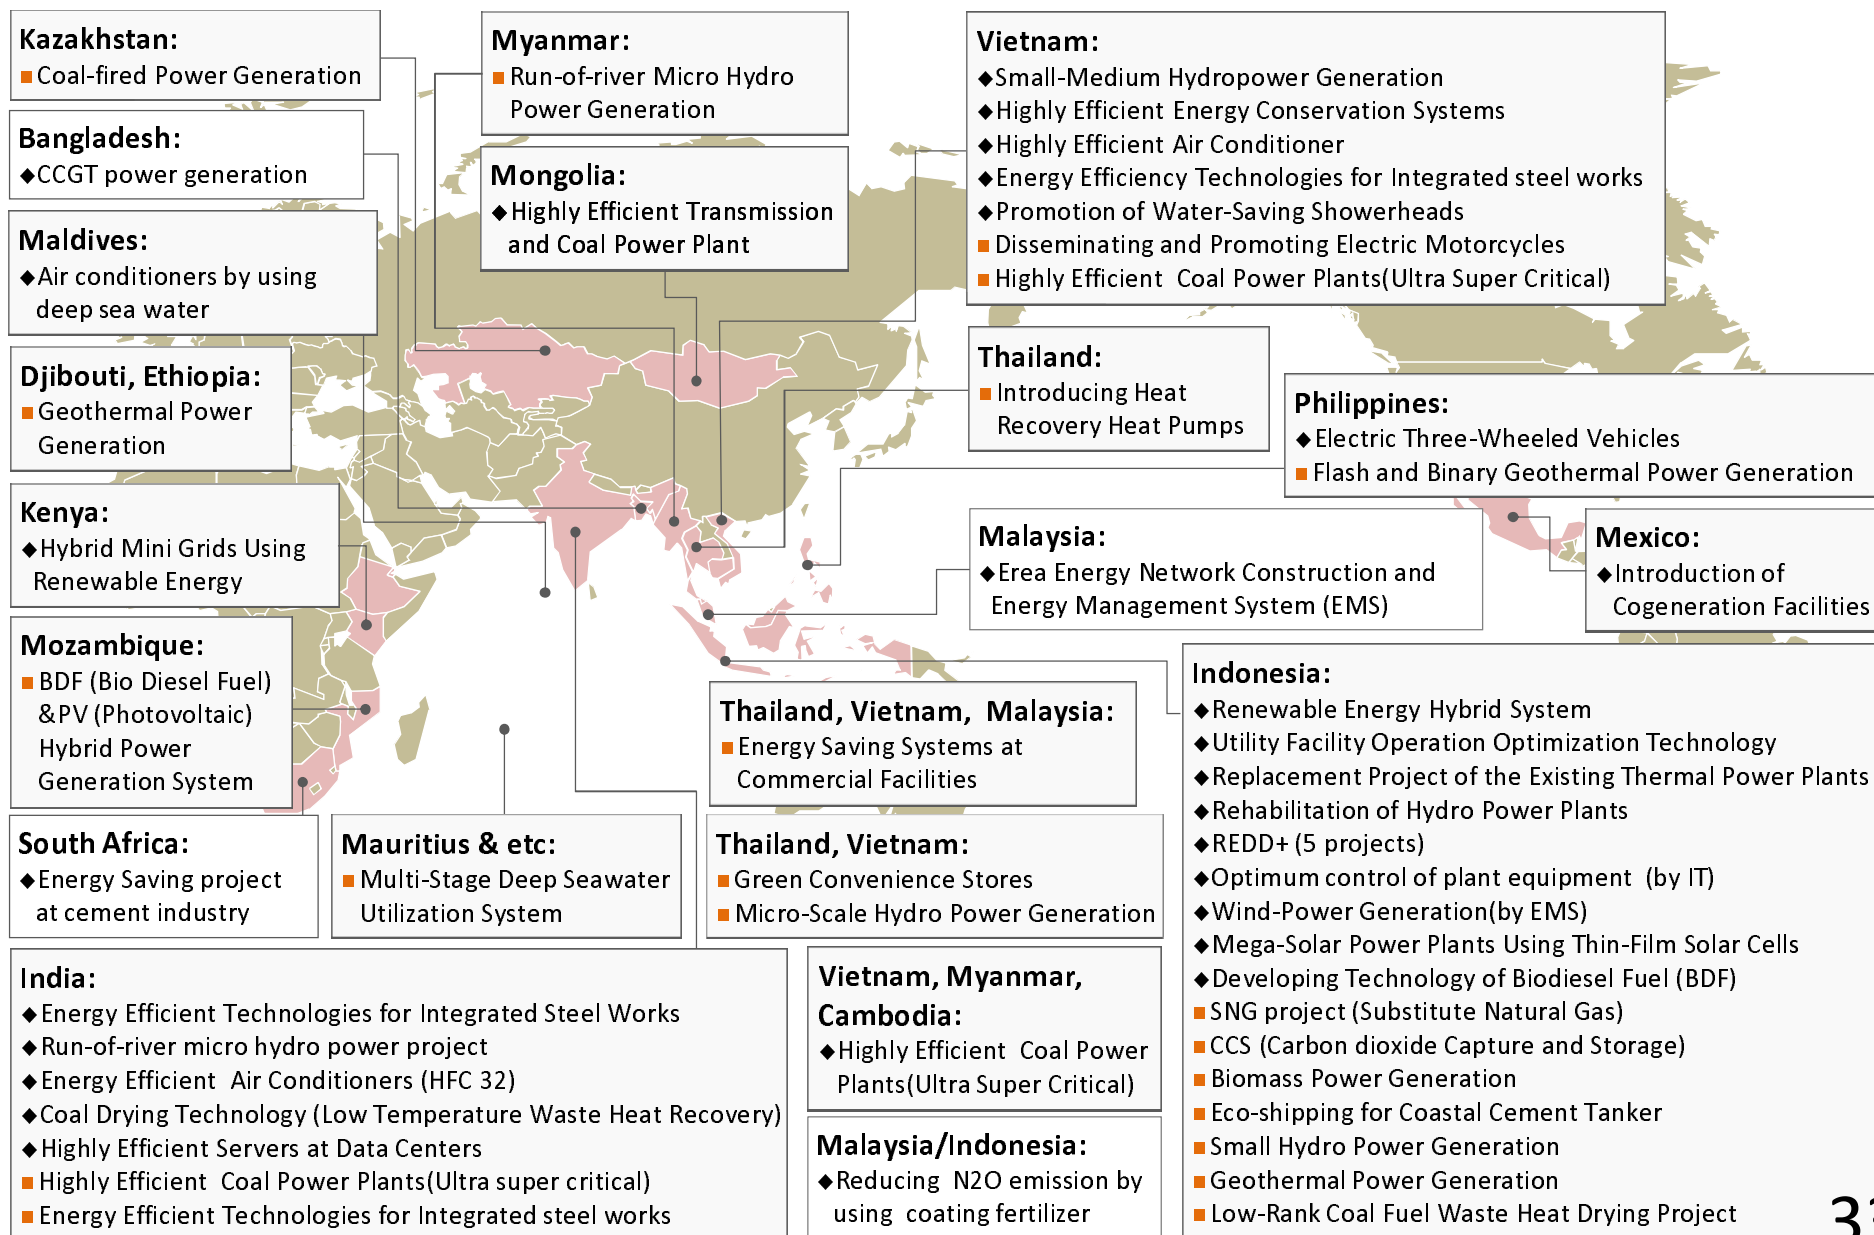 Kazakhstan:
■ Coal-fired Power Generation
Bangladesh:
◆CCGT power generation
Maldives:
◆Air conditioners by using
deep sea water
Djibouti, Ethiopia:
■ Geothermal Power
Generation
Kenya:
◆Hybrid Mini Grids Using
Renewable Energy
Mozambique:
■ BDF (Bio Diesel Fuel)
&PV (Photovoltaic)
Hybrid Power
Generation System
South Africa:
◆Energy Saving project
at cement industry
Mauritius & etc:
■ Multi-Stage Deep Seawater
Utilization System
India:
◆Energy Efficient Technologies for Integrated Steel Works
◆Run-of-river micro hydro power project
◆Energy Efficient Air Conditioners (HFC 32)
◆Coal Drying Technology (Low Temperature Waste Heat Recovery)
◆Highly Efficient Servers at Data Centers
■ Highly Efficient Coal Power Plants(Ultra super critical)
■ Energy Efficient Technologies for Integrated steel works
Myanmar:
■ Run-of-river Micro Hydro
Power Generation
Mongolia:
◆Highly Efficient Transmission
and Coal Power Plant
Vietnam:
◆Small-Medium Hydropower Generation
◆Highly Efficient Energy Conservation Systems
◆Highly Efficient Air Conditioner
◆Energy Efficiency Technologies for Integrated steel works
◆Promotion of Water-Saving Showerheads
■ Disseminating and Promoting Electric Motorcycles
■ Highly Efficient Coal Power Plants(Ultra Super Critical)
Thailand:
■ Introducing Heat
Recovery Heat Pumps
Philippines:
◆Electric Three-Wheeled Vehicles
■ Flash and Binary Geothermal Power Generation
Malaysia:
◆Erea Energy Network Construction and
Energy Management System (EMS)
Mexico:
◆Introduction of
Cogeneration Facilities
Thailand, Vietnam, Malaysia:
■ Energy Saving Systems at
Commercial Facilities
Thailand, Vietnam:
■ Green Convenience Stores
■ Micro-Scale Hydro Power Generation
Vietnam, Myanmar,
Cambodia:
◆Highly Efficient Coal Power
Plants(Ultra Super Critical)
Malaysia/Indonesia:
◆Reducing N2O emission by
using coating fertilizer
Indonesia:
◆Renewable Energy Hybrid System
◆Utility Facility Operation Optimization Technology
◆Replacement Project of the Existing Thermal Power Plants
◆Rehabilitation of Hydro Power Plants
◆REDD+ (5 projects)
◆Optimum control of plant equipment (by IT)
◆Wind-Power Generation(by EMS)
◆Mega-Solar Power Plants Using Thin-Film Solar Cells
◆Developing Technology of Biodiesel Fuel (BDF)
■ SNG project (Substitute Natural Gas)
■ CCS (Carbon dioxide Capture and Storage)
■ Biomass Power Generation
■ Eco-shipping for Coastal Cement Tanker
■ Small Hydro Power Generation
■ Geothermal Power Generation
■ Low-Rank Coal Fuel Waste Heat Drying Project